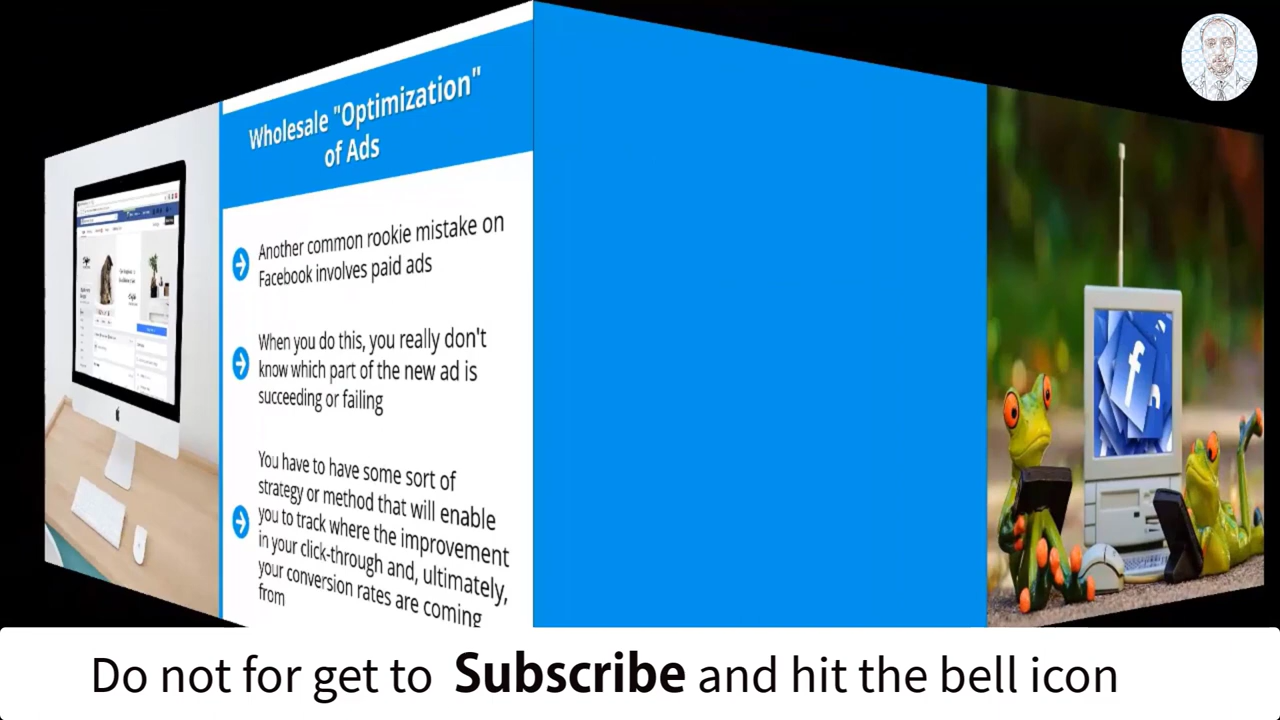 Wholesale "Optimization"
of Ads
Another common rookie mistake on
Facebook involves paid ads
When you do this, you really don't
know which part of the new ad is
succeeding or failing
You have to have some sort of
strategy or method that will enable
you to track where the improvement
in your click-through and, ultimately,
your conversion rates are coming
from
f
Do not for get to Subscribe and hit the bell icon